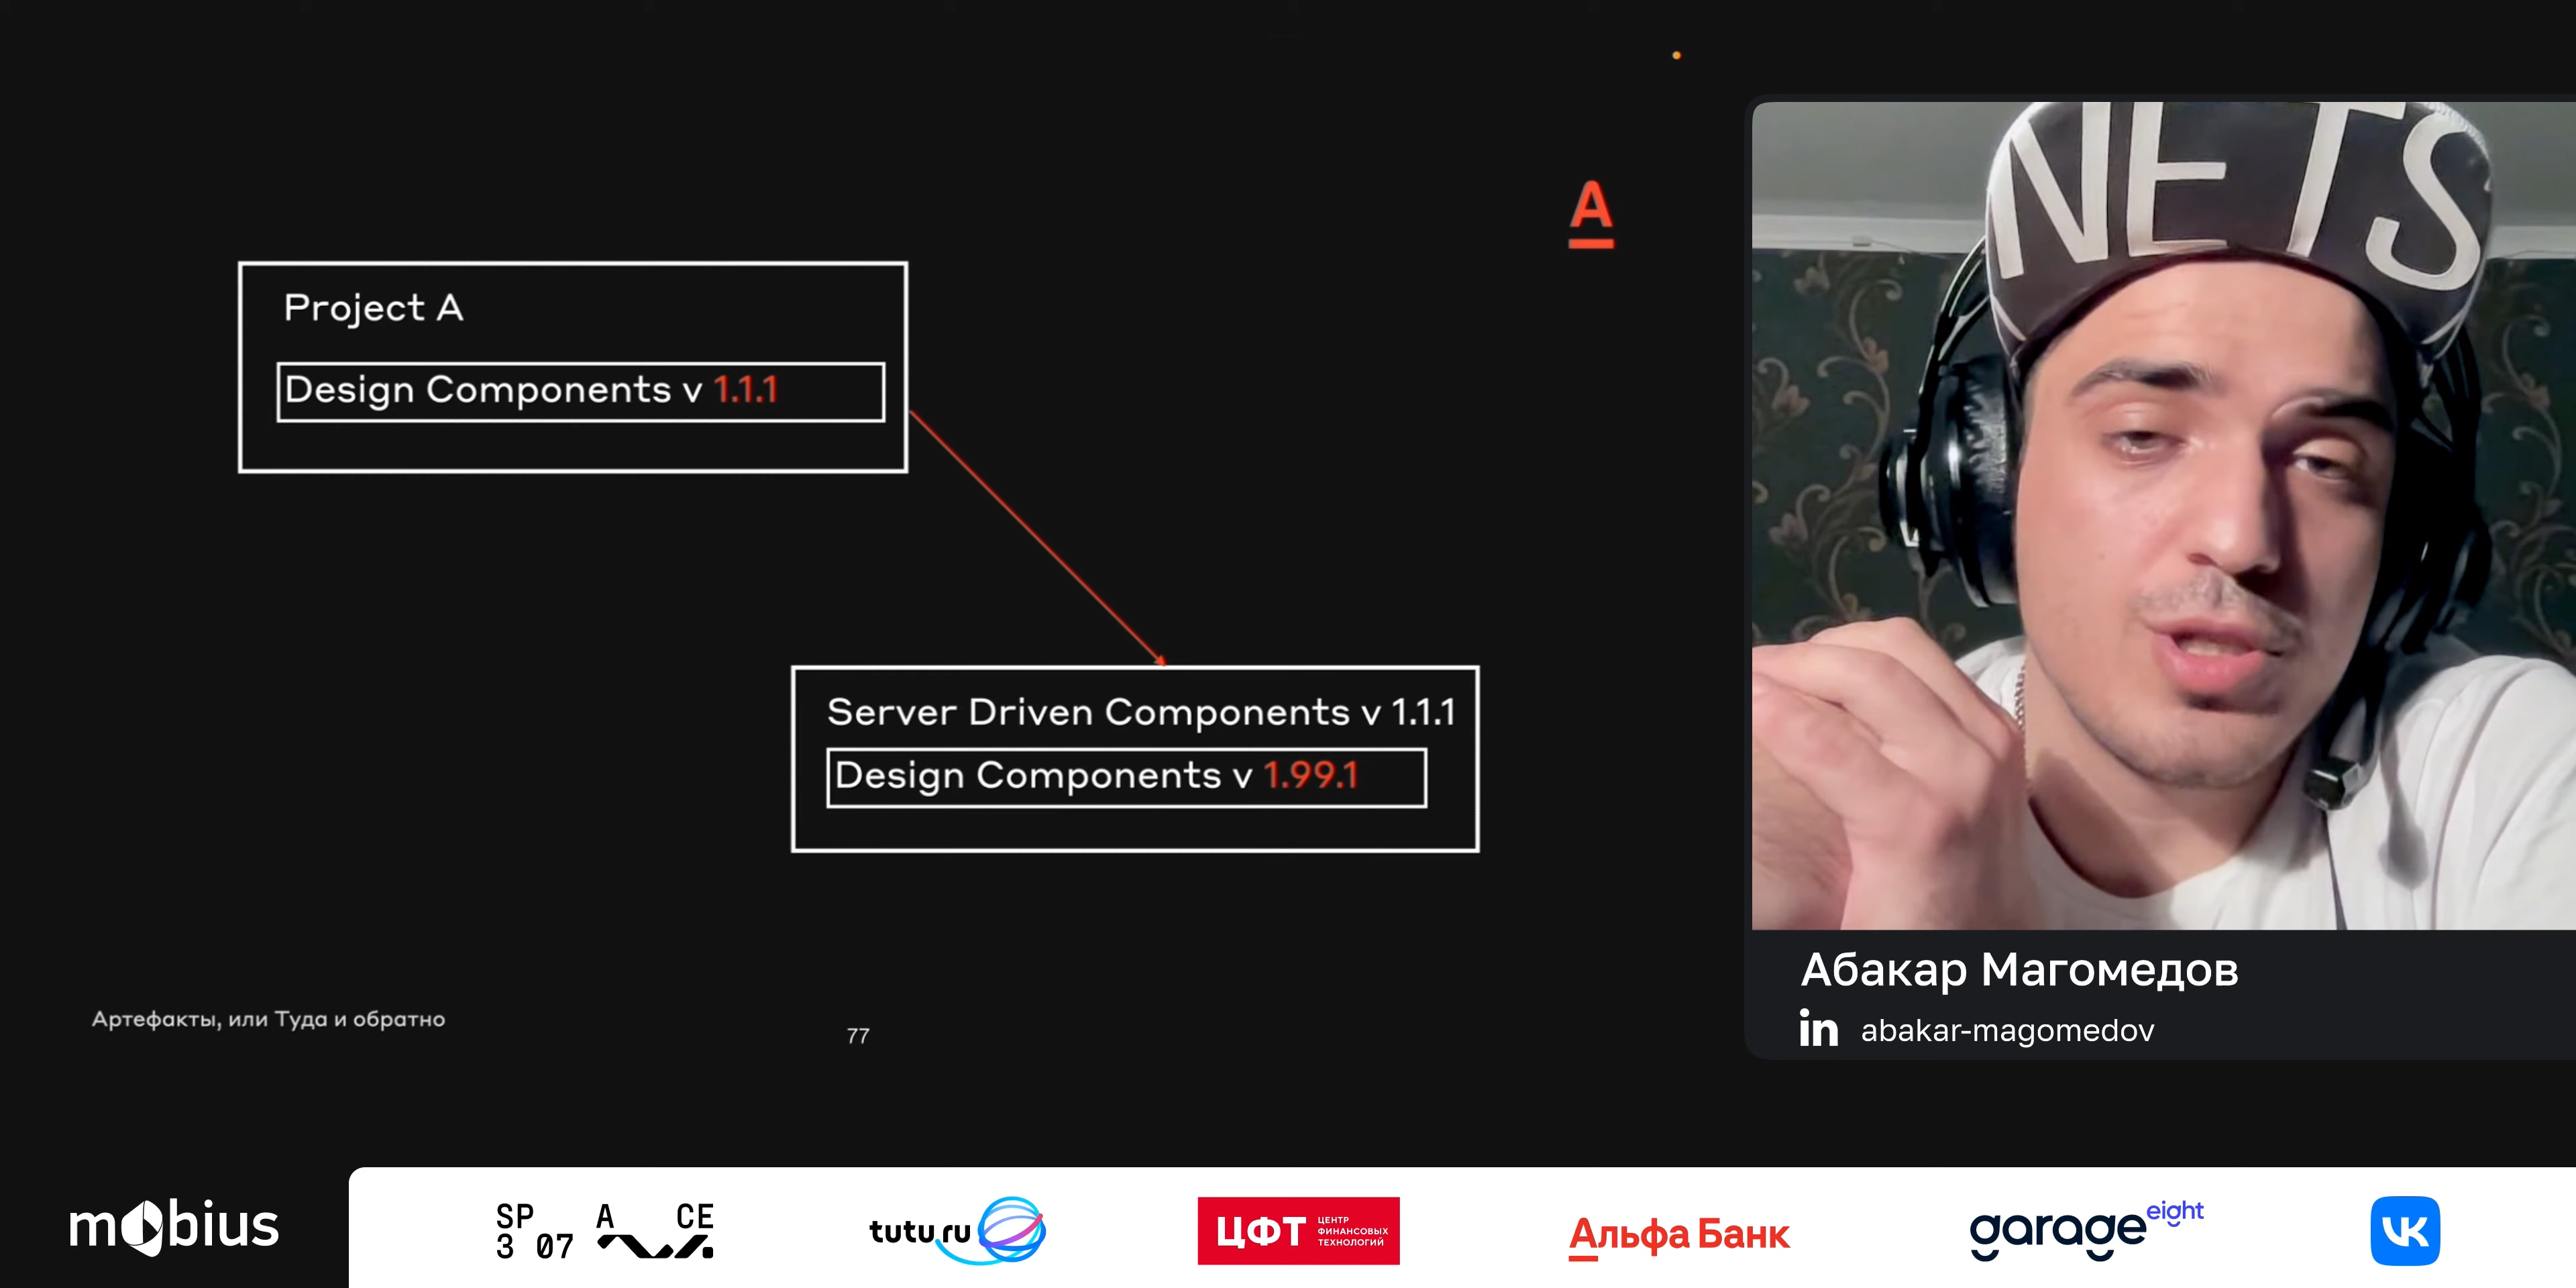 Project A
Design Components v 1.1.1
A
Server Driven Components v 1.1.1
Design Components v 1.99.1
Артефакты, или Туда и обратно
77
NETS
Абакар Магомедов
in abakar-magomedov
mobius
SP A CE
3 07
tutu.ru
ЦФТ
ЦЕНТР
ФИНАНСОВЫХ
ТЕХНОЛОГИЙ
Альфа Банк
garage eight
VK